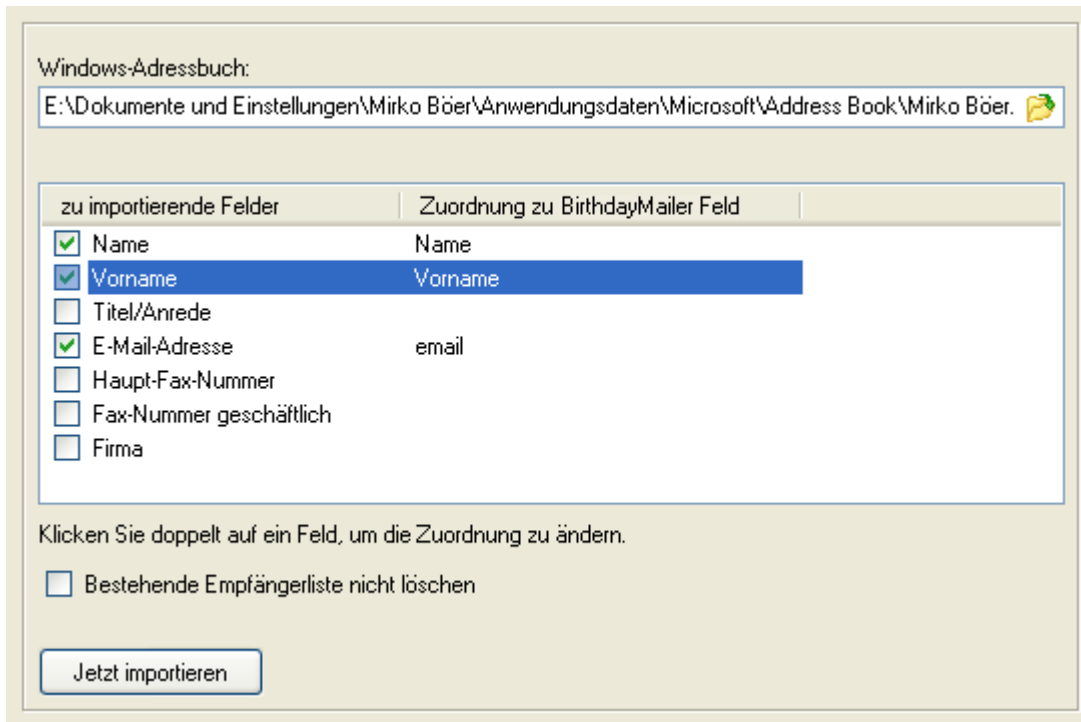 Windows-Adressbuch:
E:\Dokumente und Einstellungen\Mirko Böer\Anwendungsdaten\Microsoft\Address Book\Mirko Böer.
zu importierende Felder Zuordnung zu BirthdayMailer Feld
Name Name
Vorname Vorname
Titel/Anrede
E-Mail-Adresse email
Haupt-Fax-Nummer
Fax-Nummer geschäftlich
Firma
Klicken Sie doppelt auf ein Feld, um die Zuordnung zu ändern.
Bestehende Empfängerliste nicht löschen
Jetzt importieren